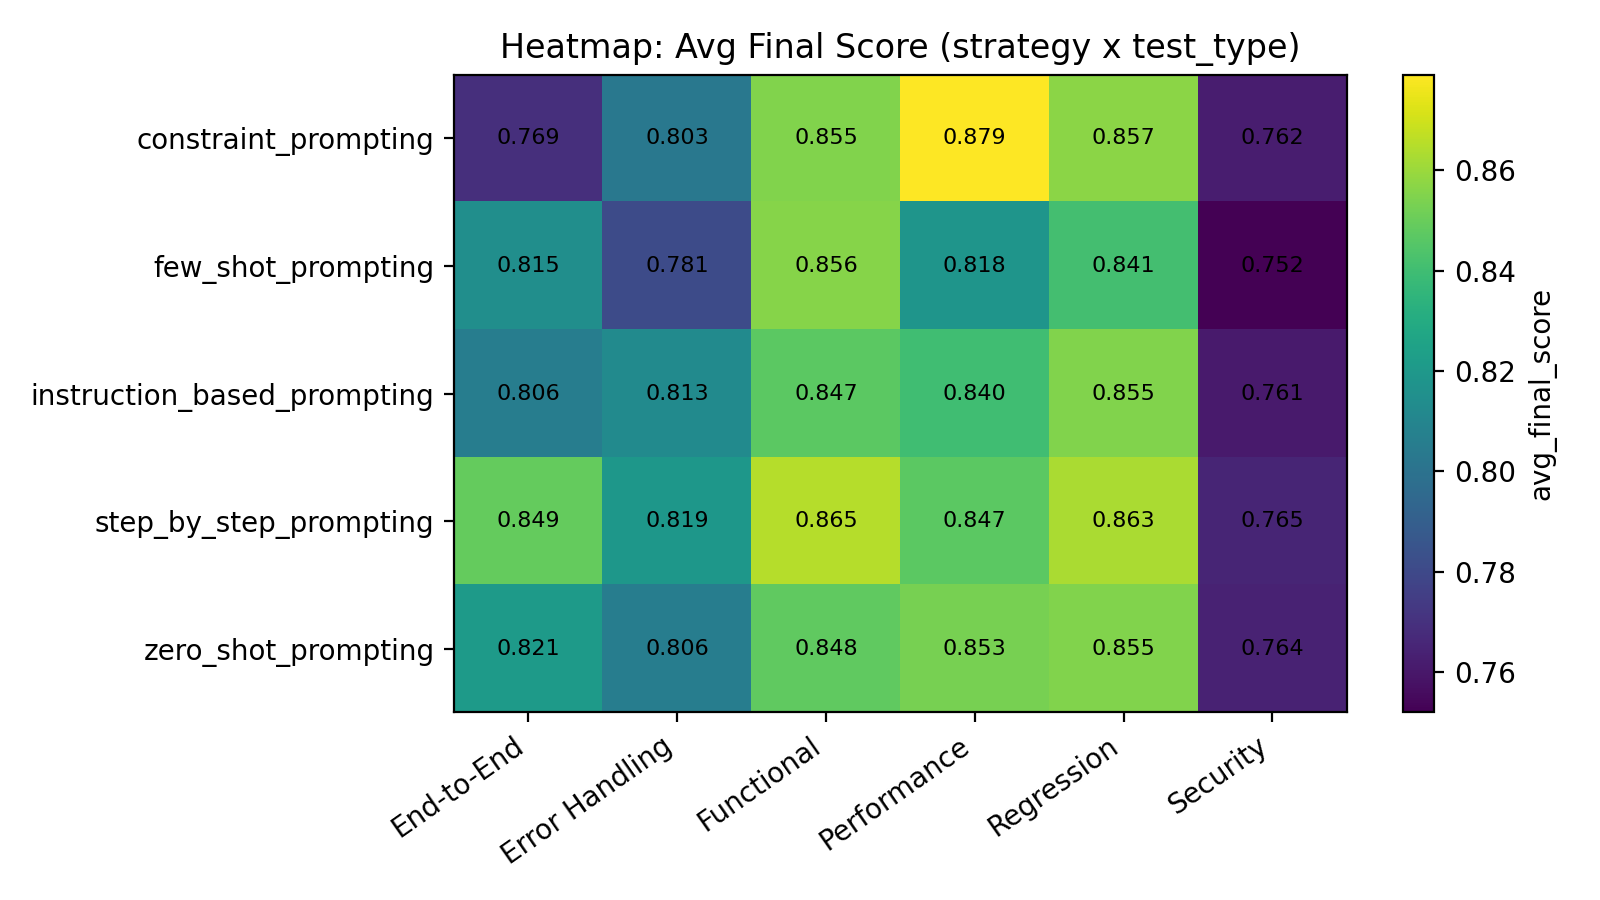 Heatmap: Avg Final Score (strategy x test_type)
constraint_prompting 0.769 0.803 0.855 0.879 0.857 0.762
few_shot_prompting 0.815 0.781 0.856 0.818 0.841 0.752
instruction_based_prompting 0.806 0.813 0.847 0.840 0.855 0.761
step_by_step_prompting 0.849 0.819 0.865 0.847 0.863 0.765
zero_shot_prompting 0.821 0.806 0.848 0.853 0.855 0.764
End-to-End
Error Handling
Functional
Performance
Regression
Security
0.86
0.84
0.82
0.80
0.78
0.76
avg_final_score